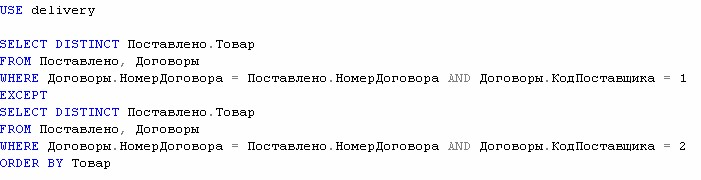 USE delivery
SELECT DISTINCT Поставлено.Товар
FROM Поставлено, Договоры
WHERE Договоры.НомерДоговора = Поставлено.НомерДоговора AND Договоры.КодПоставщика = 1
EXCEPT
SELECT DISTINCT Поставлено.Товар
FROM Поставлено, Договоры
WHERE Договоры.НомерДоговора = Поставлено.НомерДоговора AND Договоры.КодПоставщика = 2
ORDER BY Товар